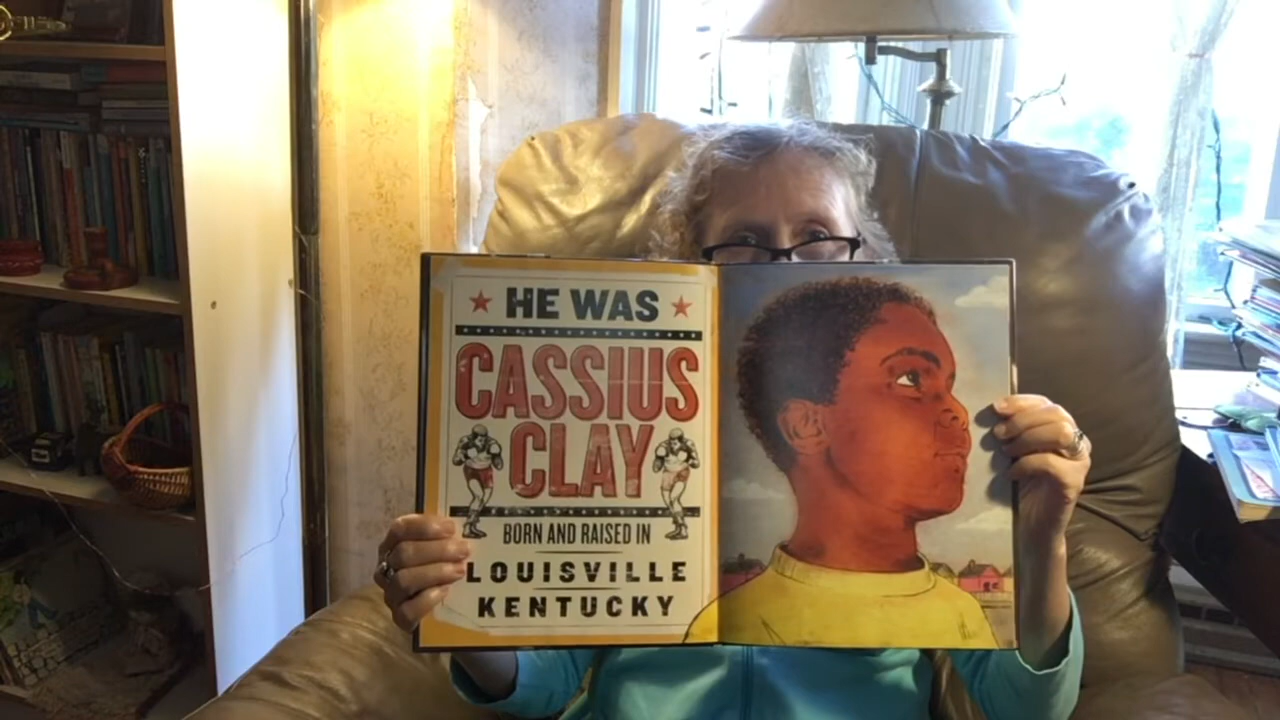 HE WAS
CASSIUS
CLAY
BORN AND RAISED IN
LOUISVILLE
KENTUCKY